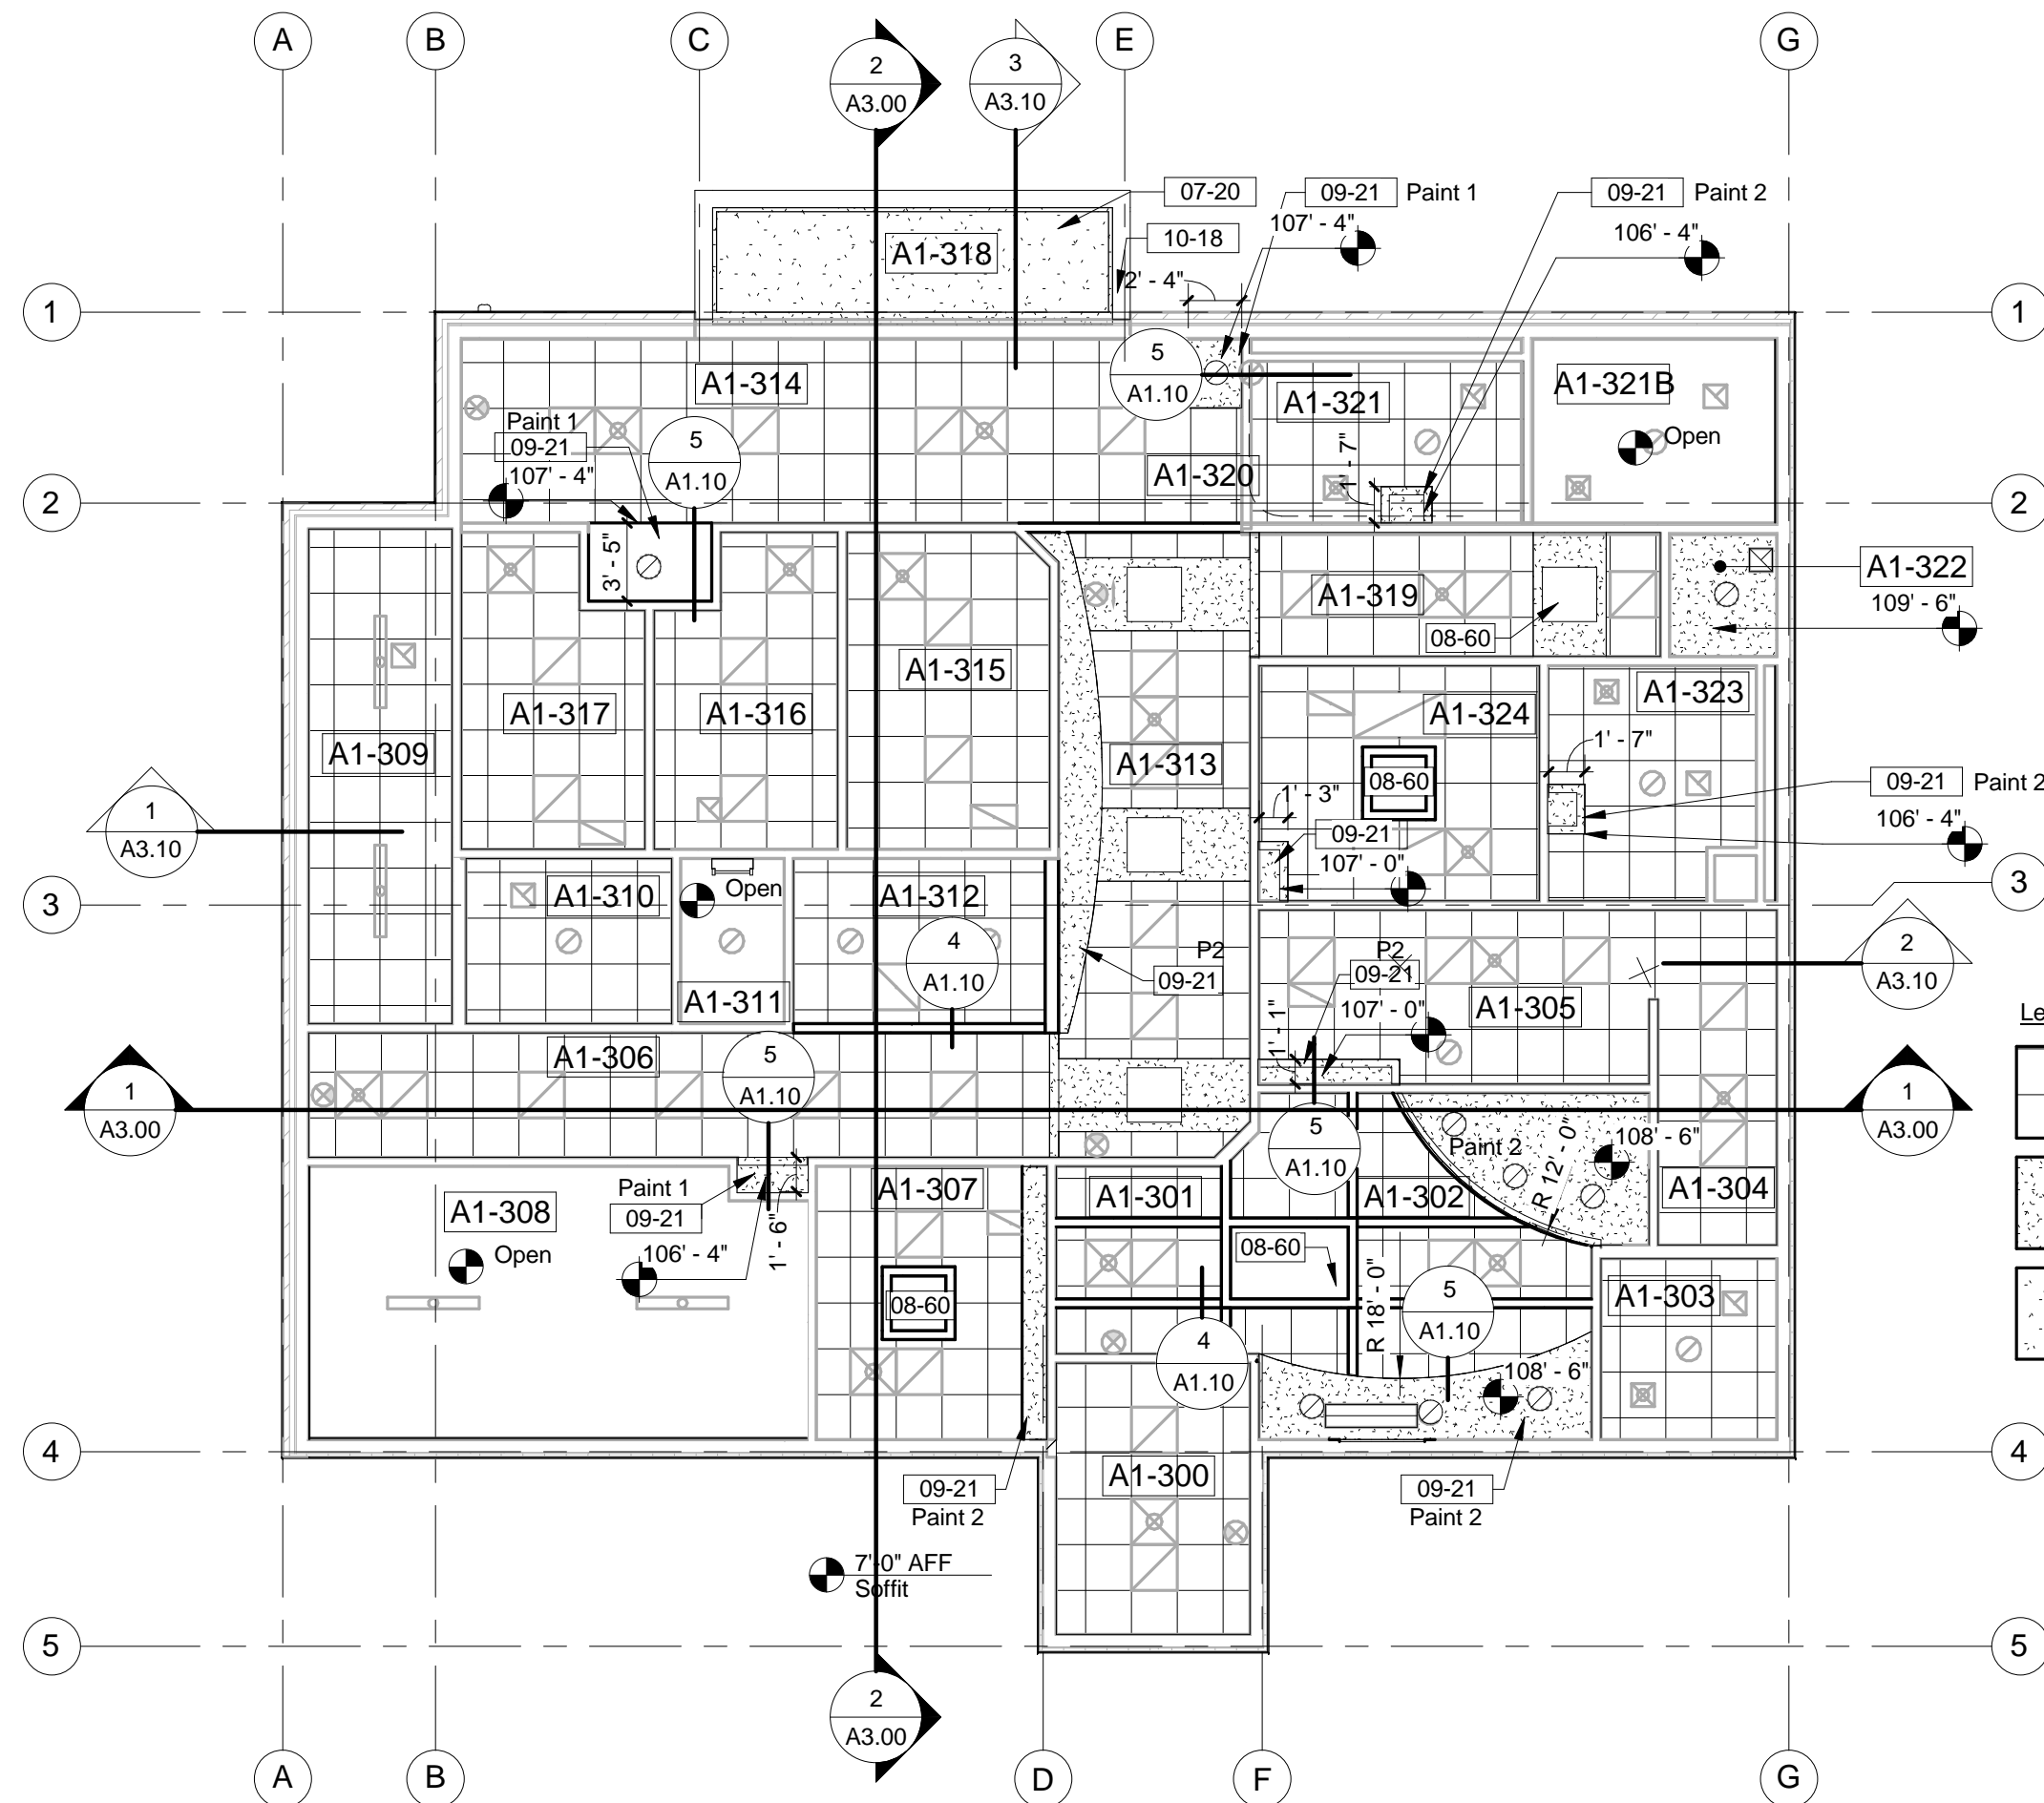 A
B
C
E
G
2
A3.00
3
A3.10
07-20
09-21 Paint 1
09-21 Paint 2
107' - 4"
106' - 4"
10-18
A1-318
2' - 4"
1
1
5
A1.10
A1-314
A1-321
A1-321B
Paint 1
09-21
107' - 4"
5
A1.10
Open
1' - 7"
A1-320
2
2
3' - 5"
A1-319
A1-322
109' - 6"
08-60
A1-315
A1-323
A1-317
A1-316
A1-324
A1-309
A1-313
1' - 7"
08-60
09-21 Paint 2
106' - 4"
1
A3.10
1' - 3"
09-21
107' - 0"
A1-310
Open
A1-312
3
3
4
A1.10
P2
09-21
P2
09-21
2
A3.10
A1-311
107' - 0"
A1-305
1' - 1"
Le
A1-306
5
A1.10
1
A3.00
1
A3.00
5
A1.10
Paint 2
108' - 6"
R 12' - 0"
A1-308
Paint 1
09-21
A1-307
A1-301
A1-302
A1-304
Open
106' - 4"
1' - 6"
08-60
08-60
R 18' - 0"
5
A1.10
A1-303
4
A1.10
108' - 6"
4
4
A1-300
09-21
Paint 2
09-21
Paint 2
7'-0" AFF
Soffit
5
5
2
A3.00
A
B
D
F
G